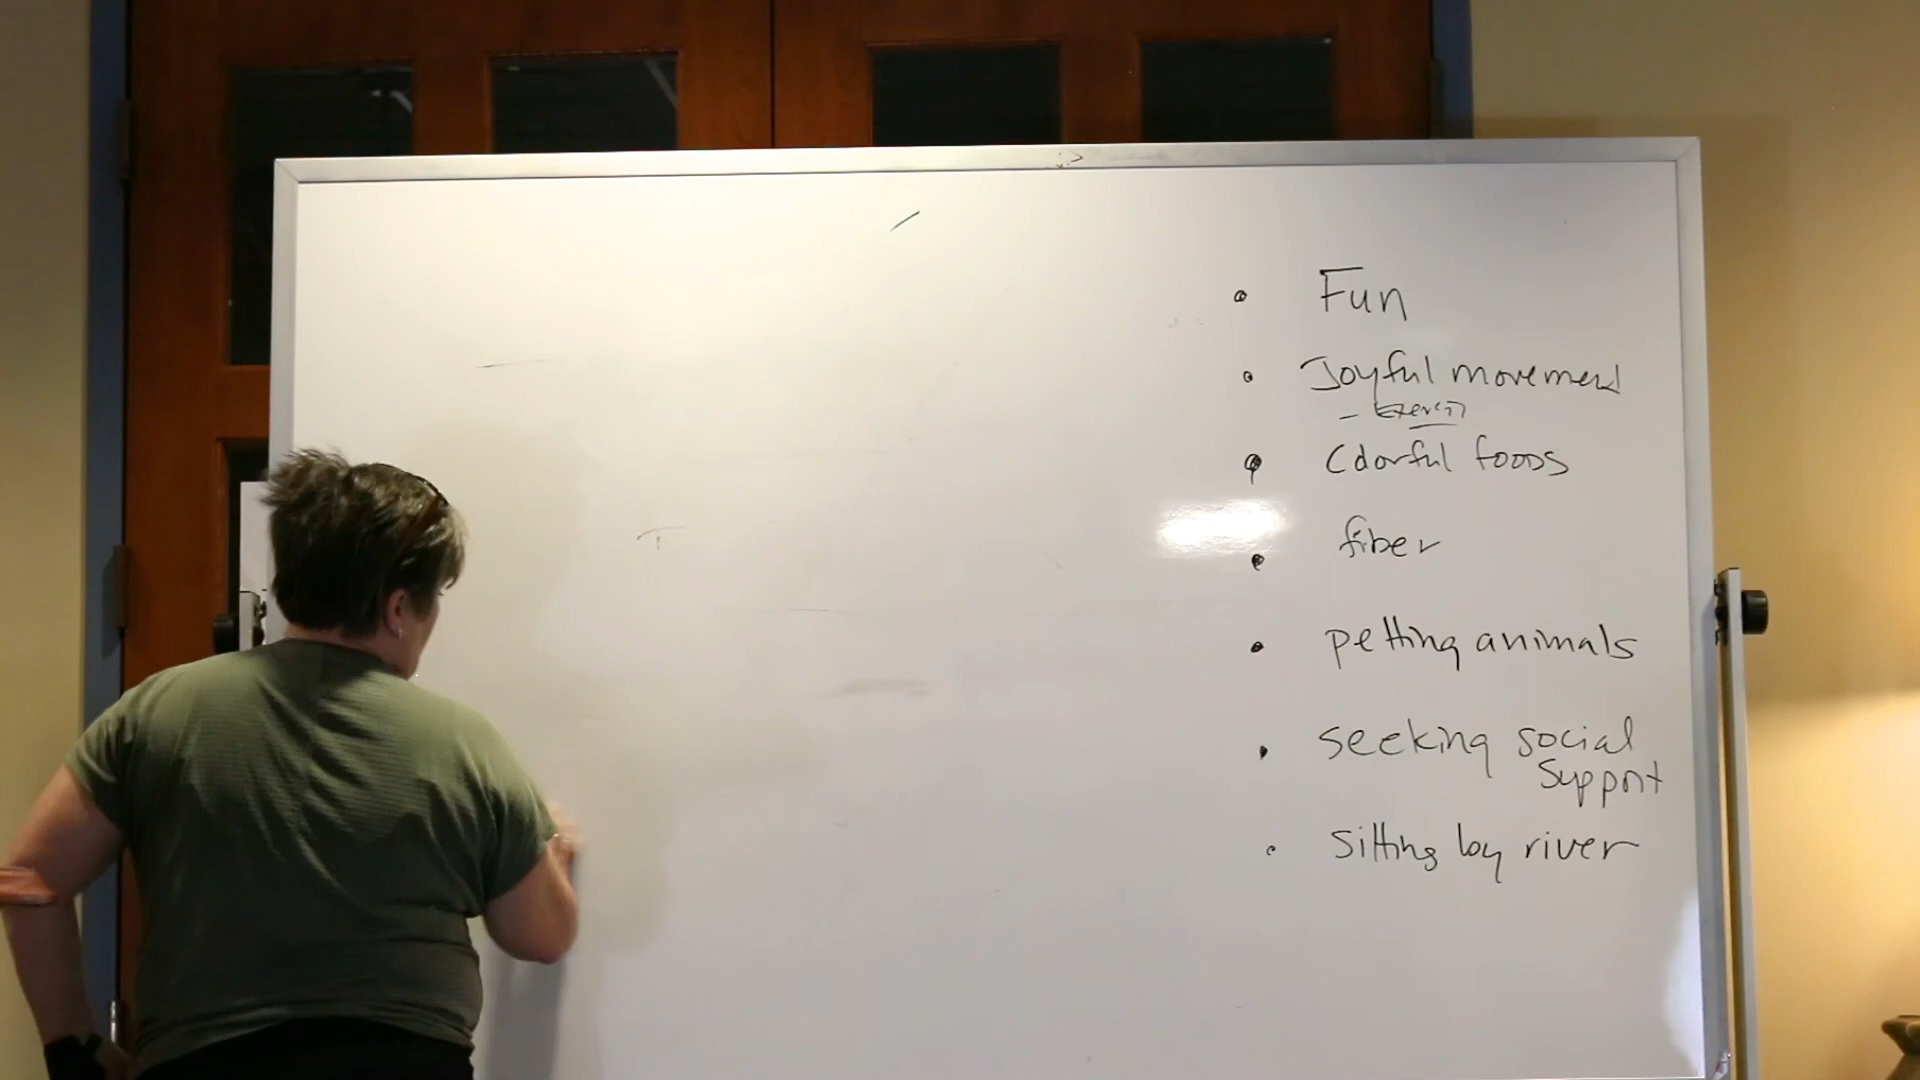 • Fun
• Joyful movement
- Exercise
• Colorful foods
• fiber
• petting animals
• seeking social
support
• sitting by river